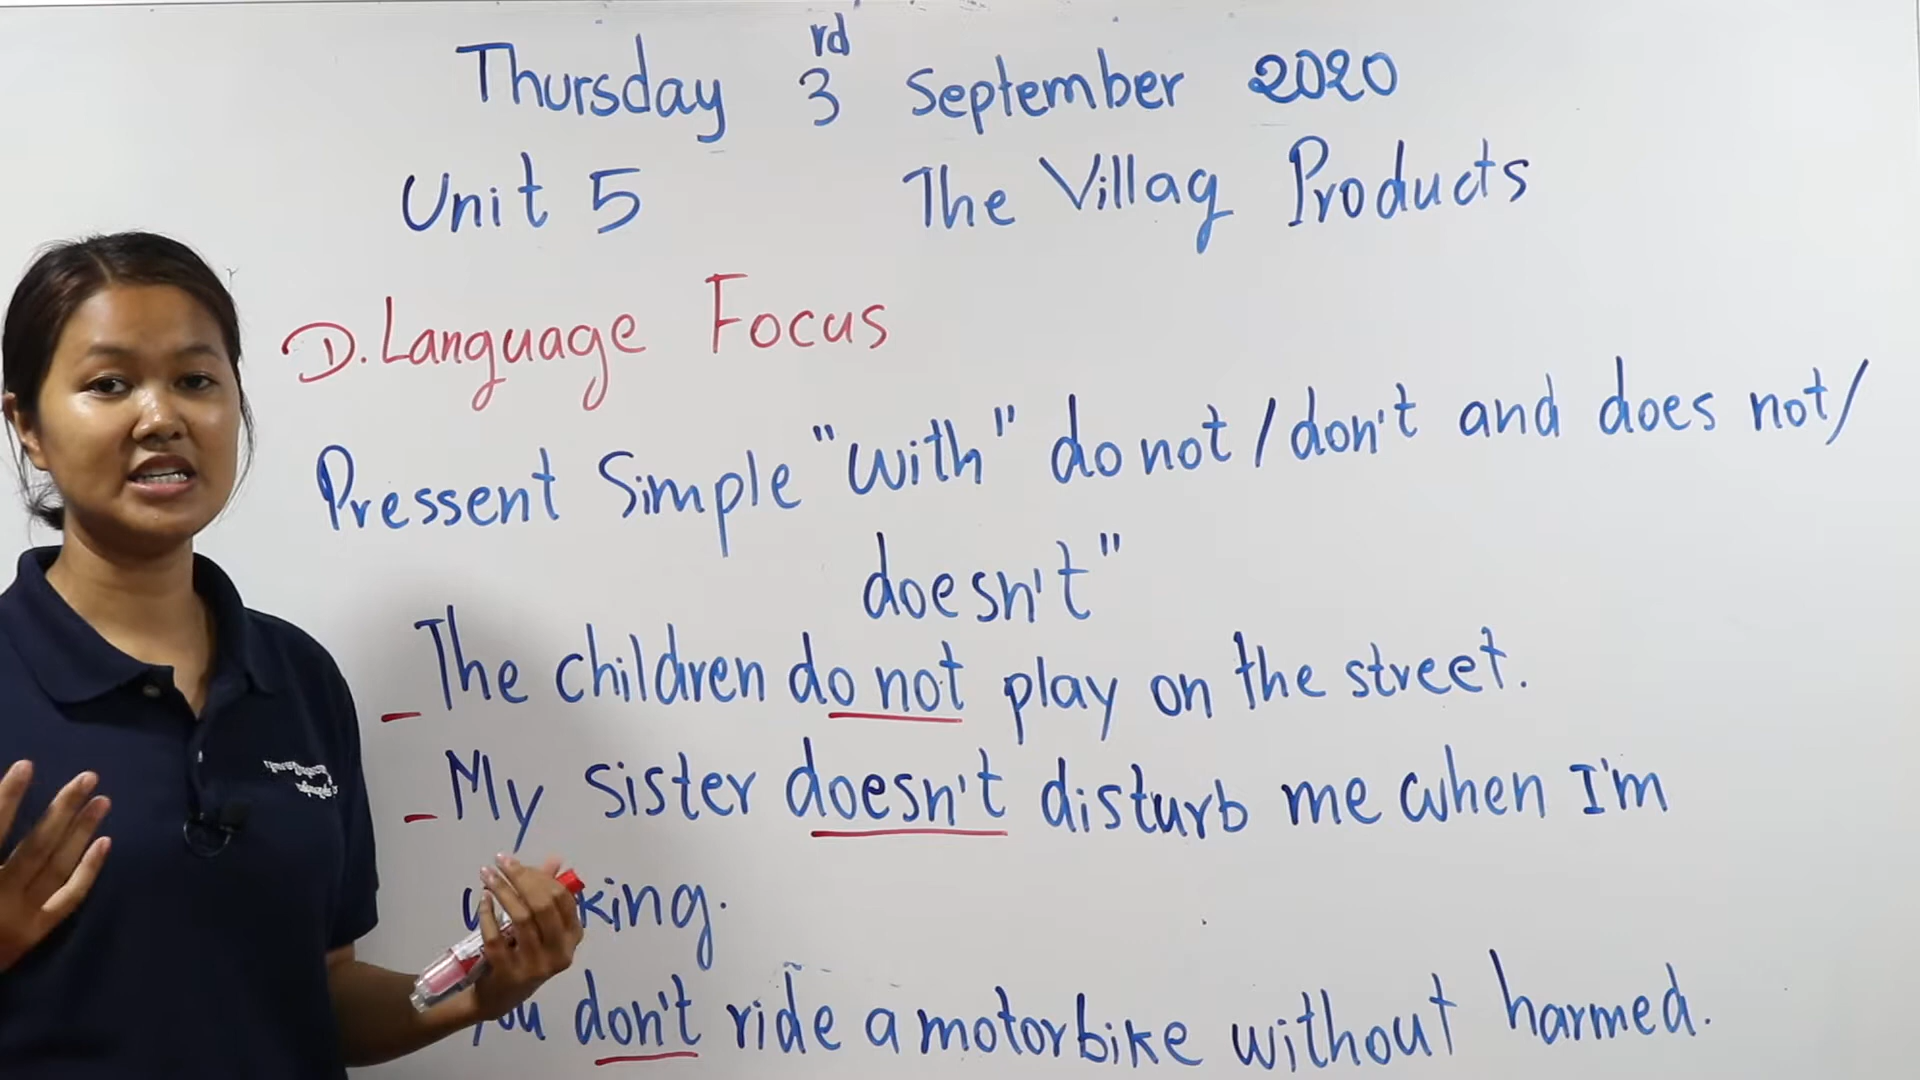 Thursday 3rd September 2020
Unit 5 The Villag Products
D. Language Focus
Pressent Simple "with" do not / don't and does not/
doesn't"
_ The children do not play on the street.
_ My sister doesn't disturb me when I'm
king.
You don't ride a motorbike without harmed.